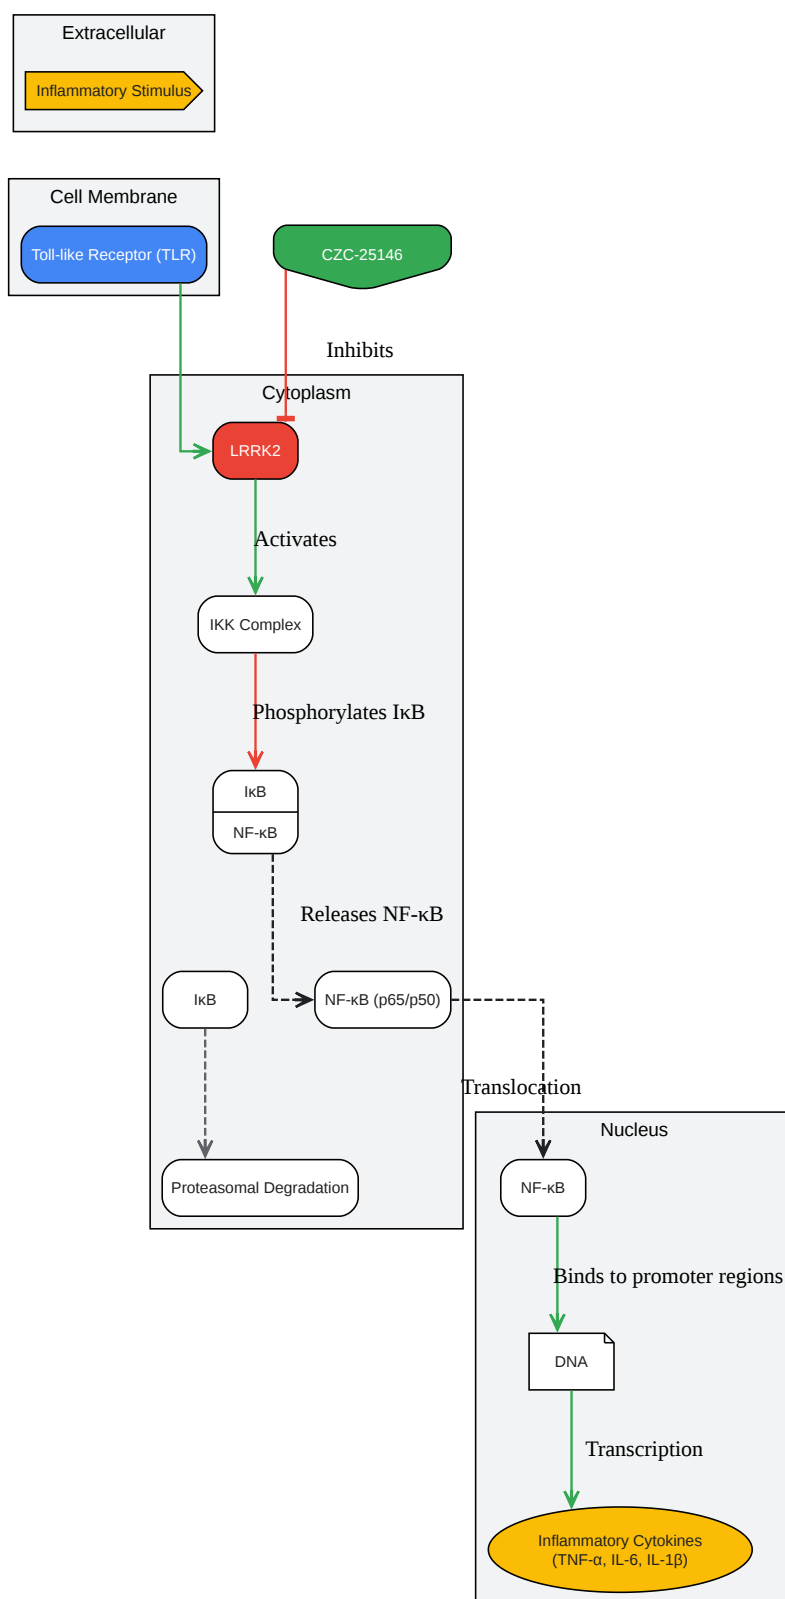 Extracellular
Inflammatory Stimulus
Cell Membrane
Toll-like Receptor (TLR)
CZC-25146
Inhibits
Cytoplasm
LRRK2
Activates
IKK Complex
Phosphorylates IκB
IκB
NF-κB
Releases NF-κB
IκB
NF-κB (p65/p50)
Translocation
Nucleus
Proteasomal Degradation
NF-κB
Binds to promoter regions
DNA
Transcription
Inflammatory Cytokines
(TNF-α, IL-6, IL-1β)